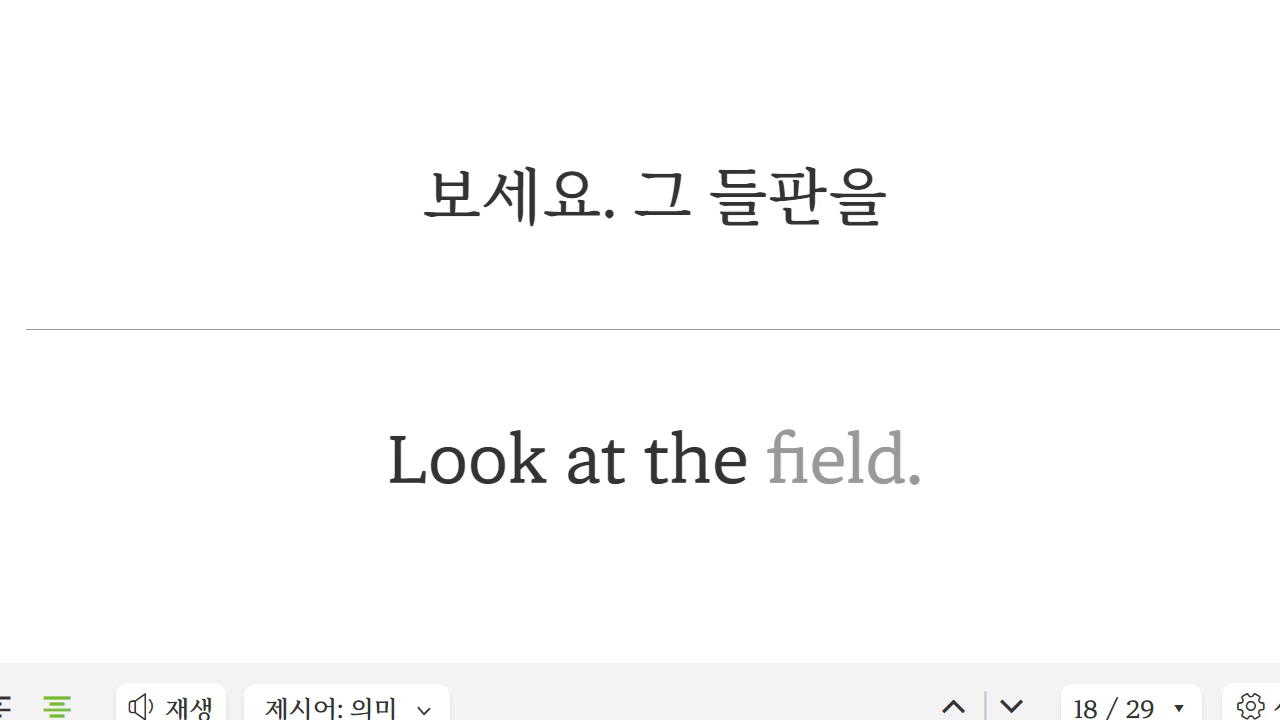 보세요. 그 들판을
Look at the field.
재생 제시어: 의미 18 / 29